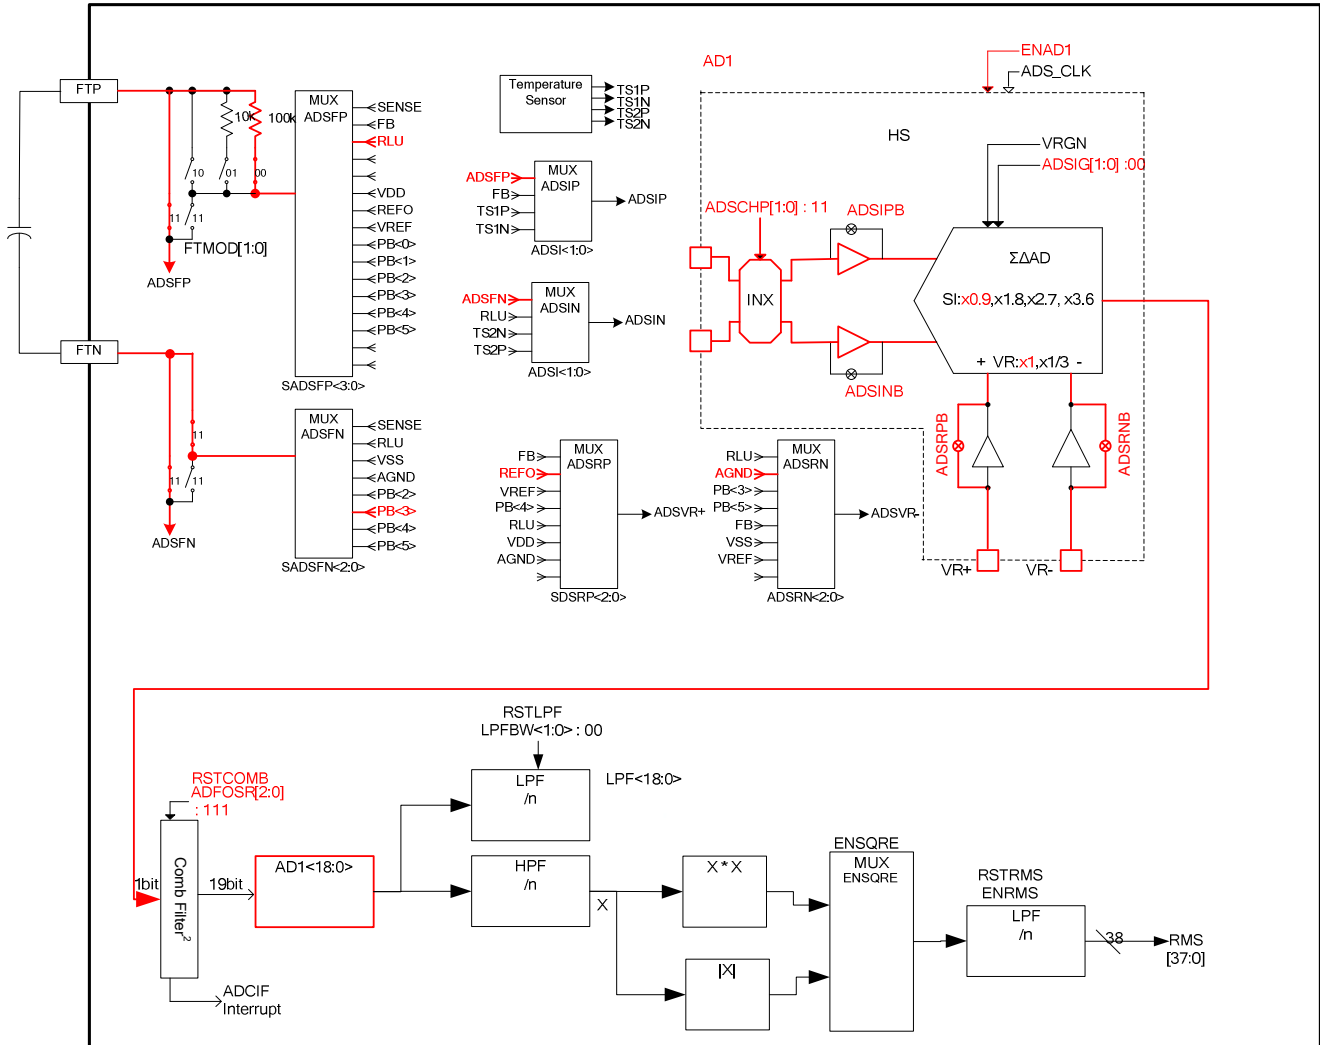 FTP
FTN
10k
100k
10
01
00
11
11
FTMOD[1:0]
ADSFP
11
11
11
ADSFN
MUX
ADSFP
SENSE
FB
RLU
VDD
REFO
VREF
PB<0>
PB<1>
PB<2>
PB<3>
PB<4>
PB<5>
SADSFP<3:0>
MUX
ADSFN
SENSE
RLU
VSS
AGND
PB<2>
PB<3>
PB<4>
PB<5>
SADSFN<2:0>
Temperature
Sensor
TS1P
TS1N
TS2P
TS2N
MUX
ADSIP
ADSFP
FB
TS1P
TS1N
ADSIP
ADSI<1:0>
MUX
ADSIN
ADSFN
RLU
TS2N
TS2P
ADSIN
ADSI<1:0>
MUX
ADSRP
FB
REFO
VREF
PB<4>
RLU
VDD
AGND
ADSVR+
SDSRP<2:0>
MUX
ADSRN
RLU
AGND
PB<3>
PB<5>
FB
VSS
VREF
ADSVR-
ADSRN<2:0>
AD1
ENAD1
ADS_CLK
HS
VRGN
ADSIG[1:0] :00
ADSCHP[1:0] : 11
ADSIPB
INX
ADSINB
ΣΔAD
SI:x0.9,x1.8,x2.7, x3.6
+ VR:x1,x1/3 -
ADSRPB
ADSRNB
VR+
VR-
RSTCOMB
ADFOSR[2:0]
: 111
1bit
Comb Filter2
19bit
ADCIF
Interrupt
AD1<18:0>
RSTLPF
LPFBW<1:0> : 00
LPF
/n
LPF<18:0>
HPF
/n
X
X * X
|X|
ENSQRE
MUX
ENSQRE
RSTRMS
ENRMS
LPF
/n
38
RMS
[37:0]